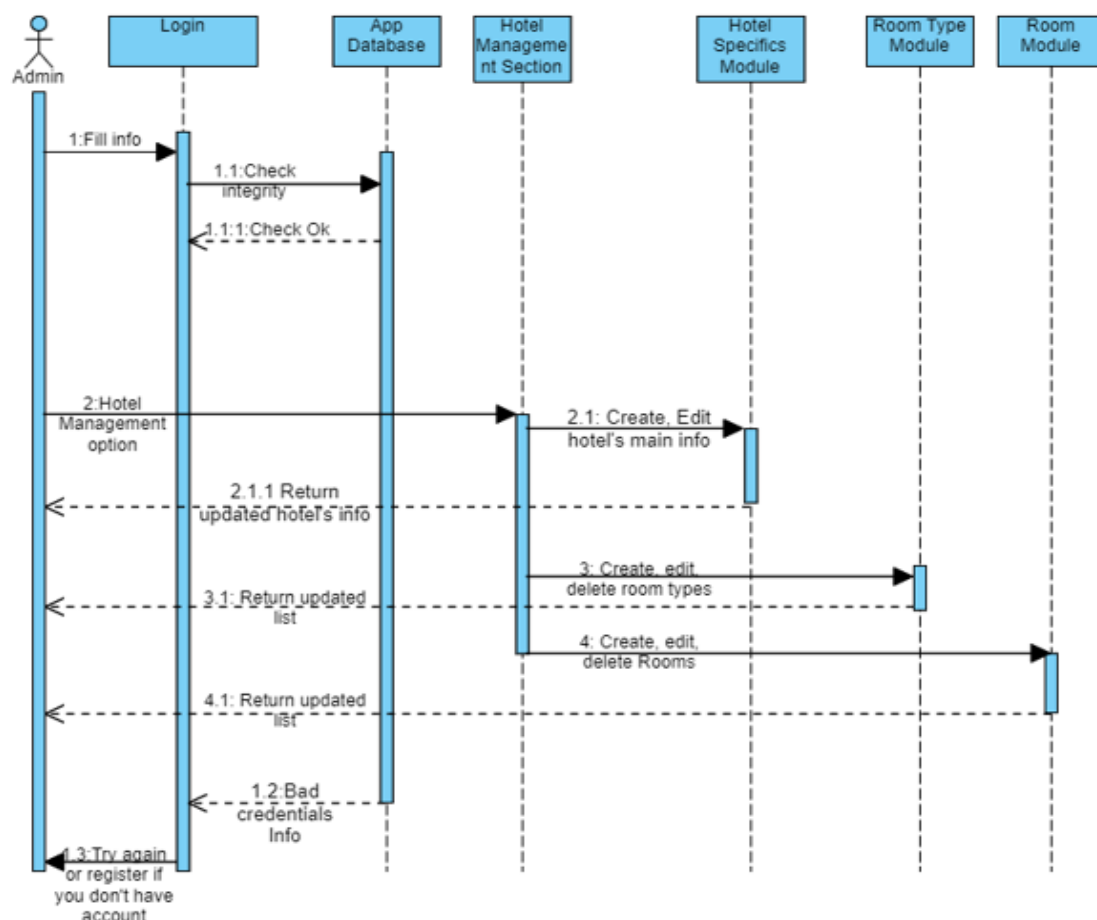 Login
App
Database
Hotel
Manageme
nt Section
Hotel
Specifics
Module
Room Type
Module
Room
Module
Admin
1:Fill info
1.1:Check
integrity
1.1:1:Check Ok
2:Hotel
Management
option
2.1: Create, Edit
hotel's main info
2.1.1 Return
updated hotel's info
3: Create, edit,
delete room types
3.1: Return updated
list
4: Create, edit,
delete Rooms
4.1: Return updated
list
1.2:Bad
credentials
Info
1.3:Try again
or register if
you don't have
account